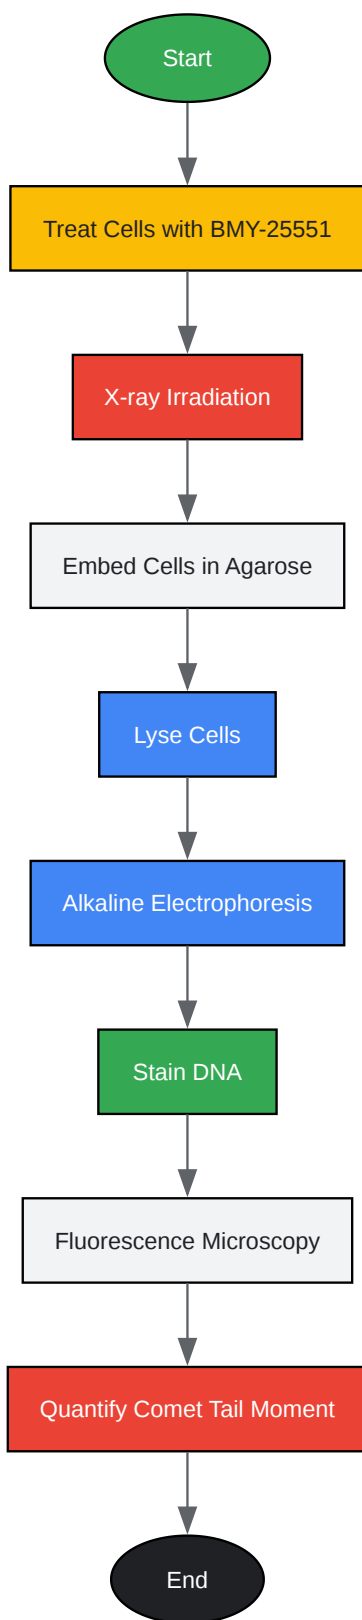 Start
Treat Cells with BMY-25551
X-ray Irradiation
Embed Cells in Agarose
Lyse Cells
Alkaline Electrophoresis
Stain DNA
Fluorescence Microscopy
Quantify Comet Tail Moment
End